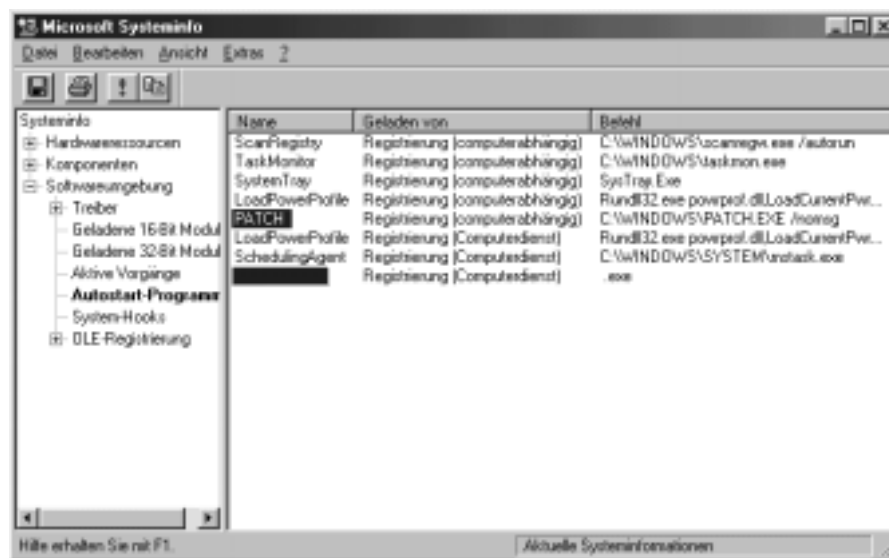 Microsoft Systeminfo
Datei Bearbeiten Ansicht Extras ?
Systeminfo
Hardwareressourcen
Komponenten
Softwareumgebung
Treiber
Geladene 16-Bit Modul
Geladene 32-Bit Modul
Aktive Vorgänge
Autostart-Programm
System-Hooks
OLE-Registrierung
Name Geladen von Befehl
ScanRegistry Registrierung (computerabhängig) C:\WINDOWS\scanregw.exe /autorun
TaskMonitor Registrierung (computerabhängig) C:\WINDOWS\taskmon.exe
SystemTray Registrierung (computerabhängig) SysTray.Exe
LoadPowerProfile Registrierung (computerabhängig) Rundll32.exe powrprof.dll,LoadCurrentPwr...
PATCH Registrierung (computerabhängig) C:\WINDOWS\PATCH.EXE /nomsg
LoadPowerProfile Registrierung (Computerdienst) Rundll32.exe powrprof.dll,LoadCurrentPwr...
SchedulingAgent Registrierung (Computerdienst) C:\WINDOWS\SYSTEM\mstask.exe
Registrierung (Computerdienst) .exe
Hilfe erhalten Sie mit F1. Aktuelle Systeminformationen